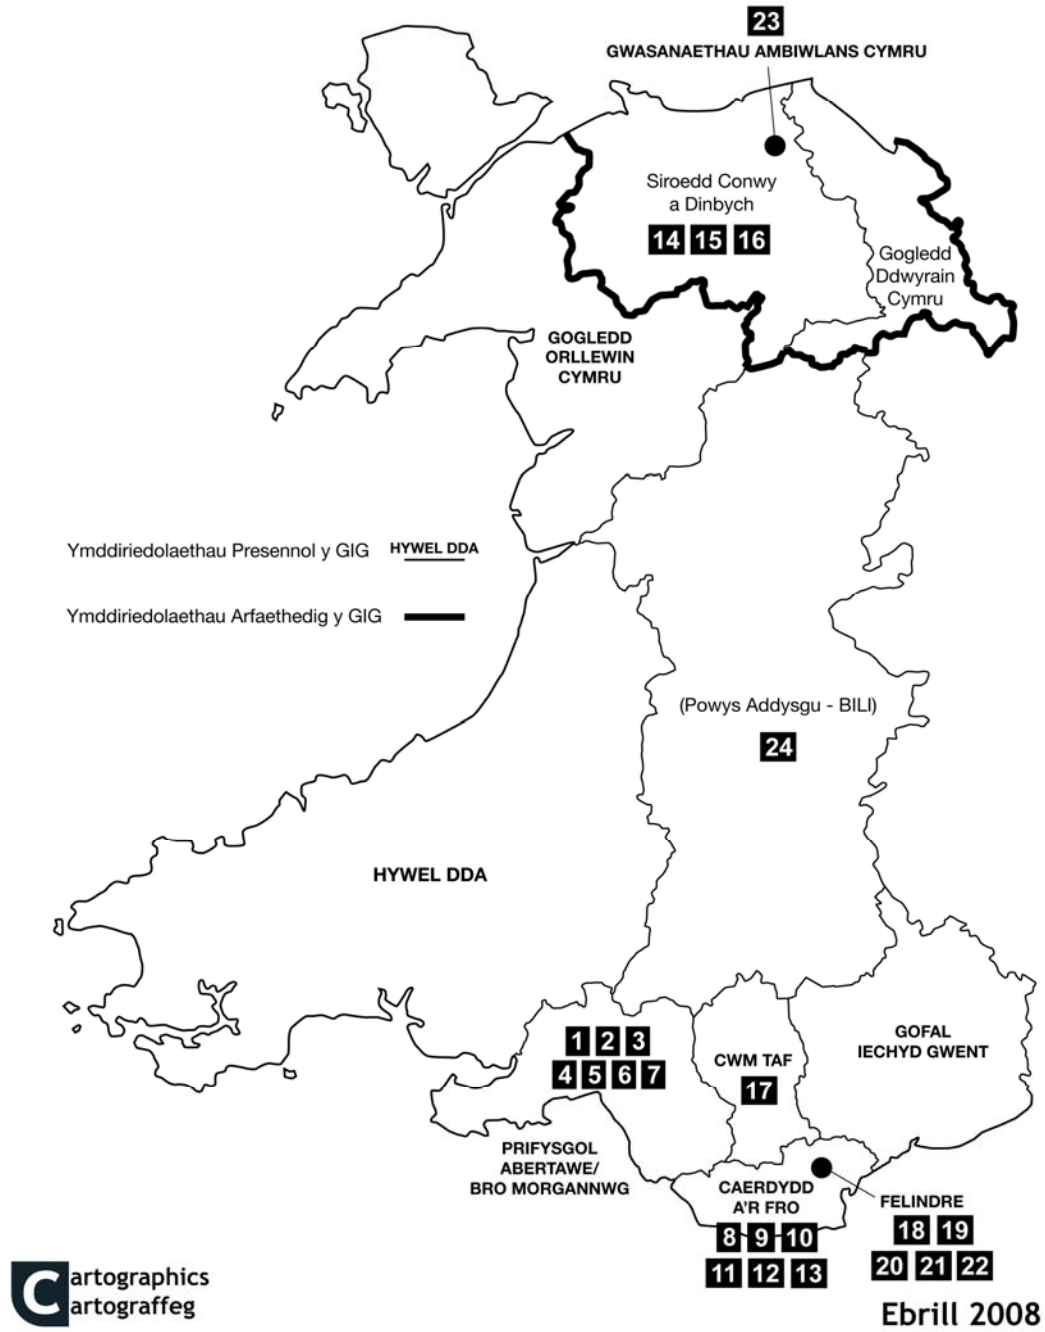 23
GWASANAETHAU AMBIWLANS CYMRU
Siroedd Conwy
a Dinbych
14 15 16
Gogledd
Ddwyrain
Cymru
GOGLEDD
ORLLEWIN
CYMRU
Ymddiriedolaethau Presennol y GIG HYWEL DDA
Ymddiriedolaethau Arfaethedig y GIG
(Powys Addysgu - BILI)
24
HYWEL DDA
1 2 3
4 5 6 7
CWM TAF
17
GOFAL
IECHYD GWENT
PRIFYSGOL
ABERTAWE/
BRO MORGANNWG
CAERDYDD
A'R FRO
8 9 10
11 12 13
FELINDRE
18 19
20 21 22
Cartographics
Cartograffeg
Ebrill 2008